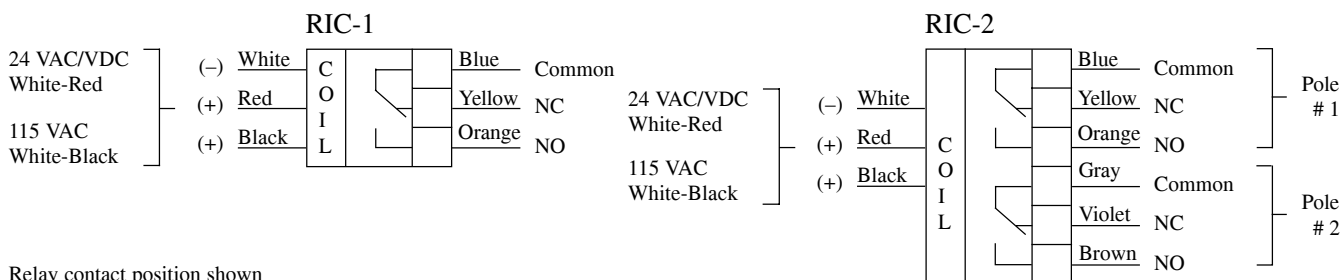 RIC-1
24 VAC/VDC
White-Red
115 VAC
White-Black
(–) White
(+) Red
(+) Black
C
O
I
L
Blue Common
Yellow NC
Orange NO
RIC-2
24 VAC/VDC
White-Red
115 VAC
White-Black
(–) White
(+) Red
(+) Black
C
O
I
L
Blue Common
Yellow NC
Orange NO
Pole
# 1
Gray Common
Violet NC
Brown NO
Pole
# 2
Relay contact position shown